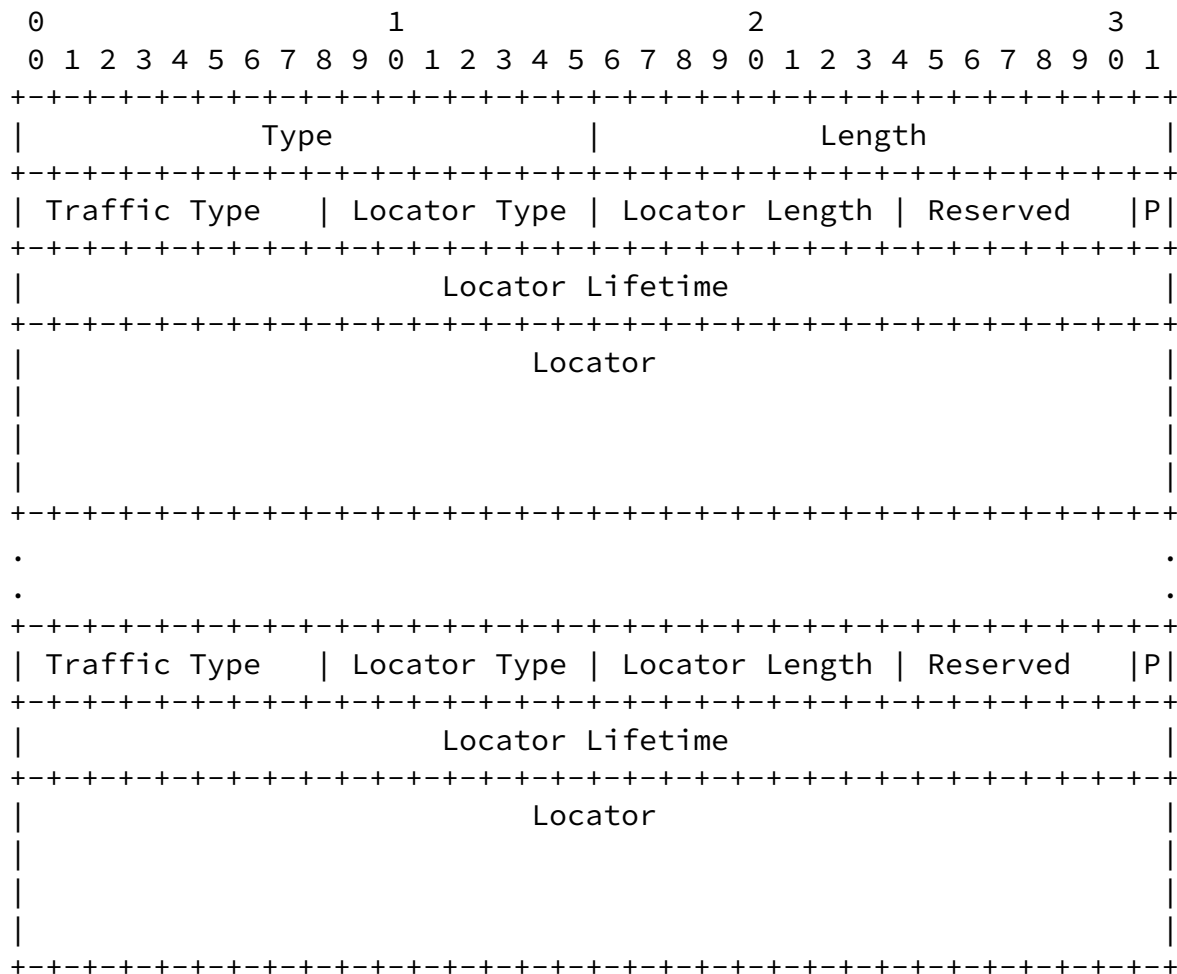 0                   1                   2                   3
 0 1 2 3 4 5 6 7 8 9 0 1 2 3 4 5 6 7 8 9 0 1 2 3 4 5 6 7 8 9 0 1
+-+-+-+-+-+-+-+-+-+-+-+-+-+-+-+-+-+-+-+-+-+-+-+-+-+-+-+-+-+-+-+-+
|             Type              |            Length             |
+-+-+-+-+-+-+-+-+-+-+-+-+-+-+-+-+-+-+-+-+-+-+-+-+-+-+-+-+-+-+-+-+
| Traffic Type   | Locator Type | Locator Length | Reserved   |P|
+-+-+-+-+-+-+-+-+-+-+-+-+-+-+-+-+-+-+-+-+-+-+-+-+-+-+-+-+-+-+-+-+
|                       Locator Lifetime                        |
+-+-+-+-+-+-+-+-+-+-+-+-+-+-+-+-+-+-+-+-+-+-+-+-+-+-+-+-+-+-+-+-+
|                            Locator                            |
|                                                               |
|                                                               |
|                                                               |
+-+-+-+-+-+-+-+-+-+-+-+-+-+-+-+-+-+-+-+-+-+-+-+-+-+-+-+-+-+-+-+-+
.                                                               .
.                                                               .
+-+-+-+-+-+-+-+-+-+-+-+-+-+-+-+-+-+-+-+-+-+-+-+-+-+-+-+-+-+-+-+-+
| Traffic Type   | Locator Type | Locator Length | Reserved   |P|
+-+-+-+-+-+-+-+-+-+-+-+-+-+-+-+-+-+-+-+-+-+-+-+-+-+-+-+-+-+-+-+-+
|                       Locator Lifetime                        |
+-+-+-+-+-+-+-+-+-+-+-+-+-+-+-+-+-+-+-+-+-+-+-+-+-+-+-+-+-+-+-+-+
|                            Locator                            |
|                                                               |
|                                                               |
|                                                               |
+-+-+-+-+-+-+-+-+-+-+-+-+-+-+-+-+-+-+-+-+-+-+-+-+-+-+-+-+-+-+-+-+